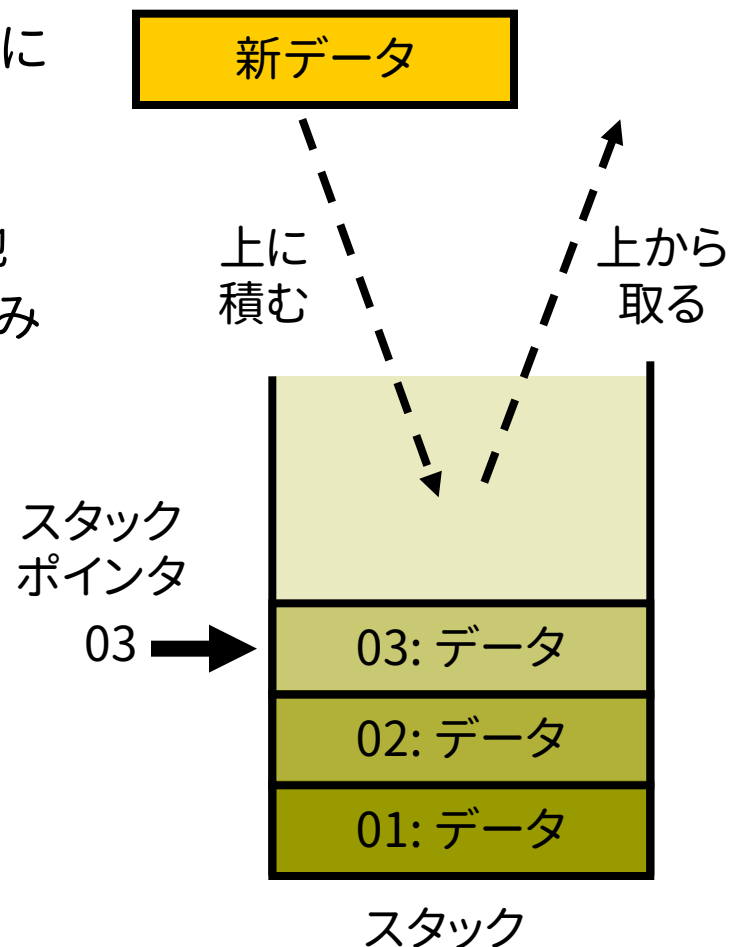 に
新データ
み
上に
積む
上から
取る
スタック
ポインタ
03
03: データ
02: データ
01: データ
スタック